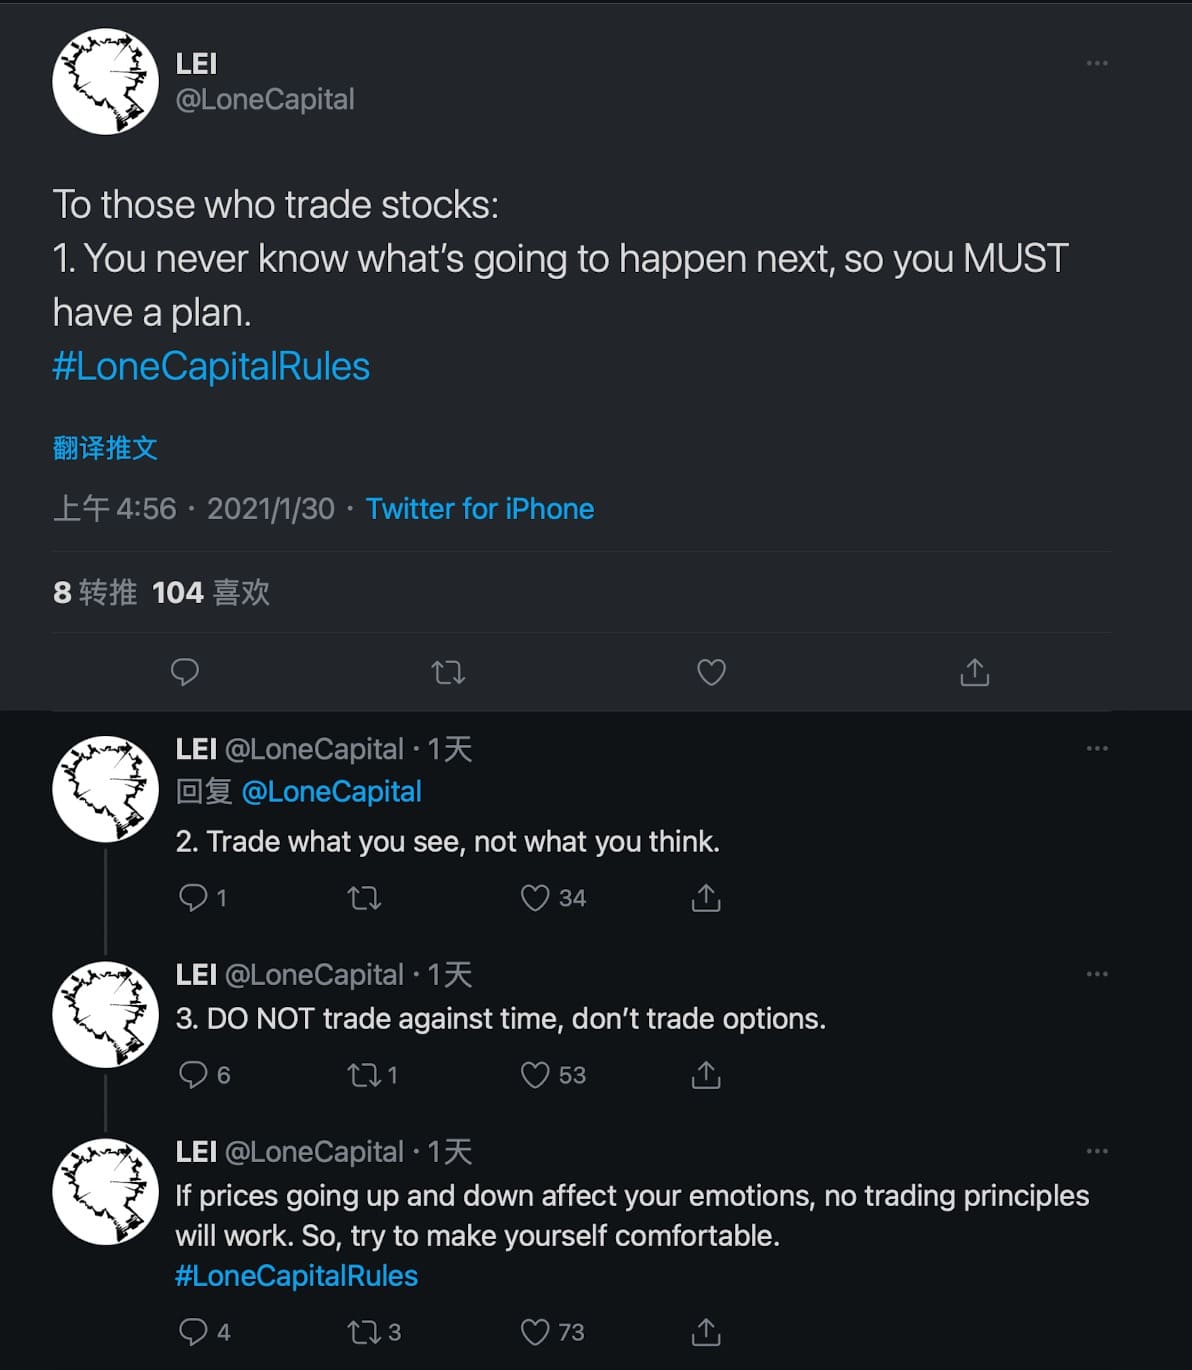 LEI
@LoneCapital
To those who trade stocks:
1. You never know what's going to happen next, so you MUST
have a plan.
#LoneCapitalRules
翻译推文
上午 4:56 · 2021/1/30 · Twitter for iPhone
8 转推 104 喜欢
LEI @LoneCapital · 1天
回复 @LoneCapital
2. Trade what you see, not what you think.
1 34
LEI @LoneCapital · 1天
3. DO NOT trade against time, don't trade options.
6 1 53
LEI @LoneCapital · 1天
If prices going up and down affect your emotions, no trading principles
will work. So, try to make yourself comfortable.
#LoneCapitalRules
4 3 73